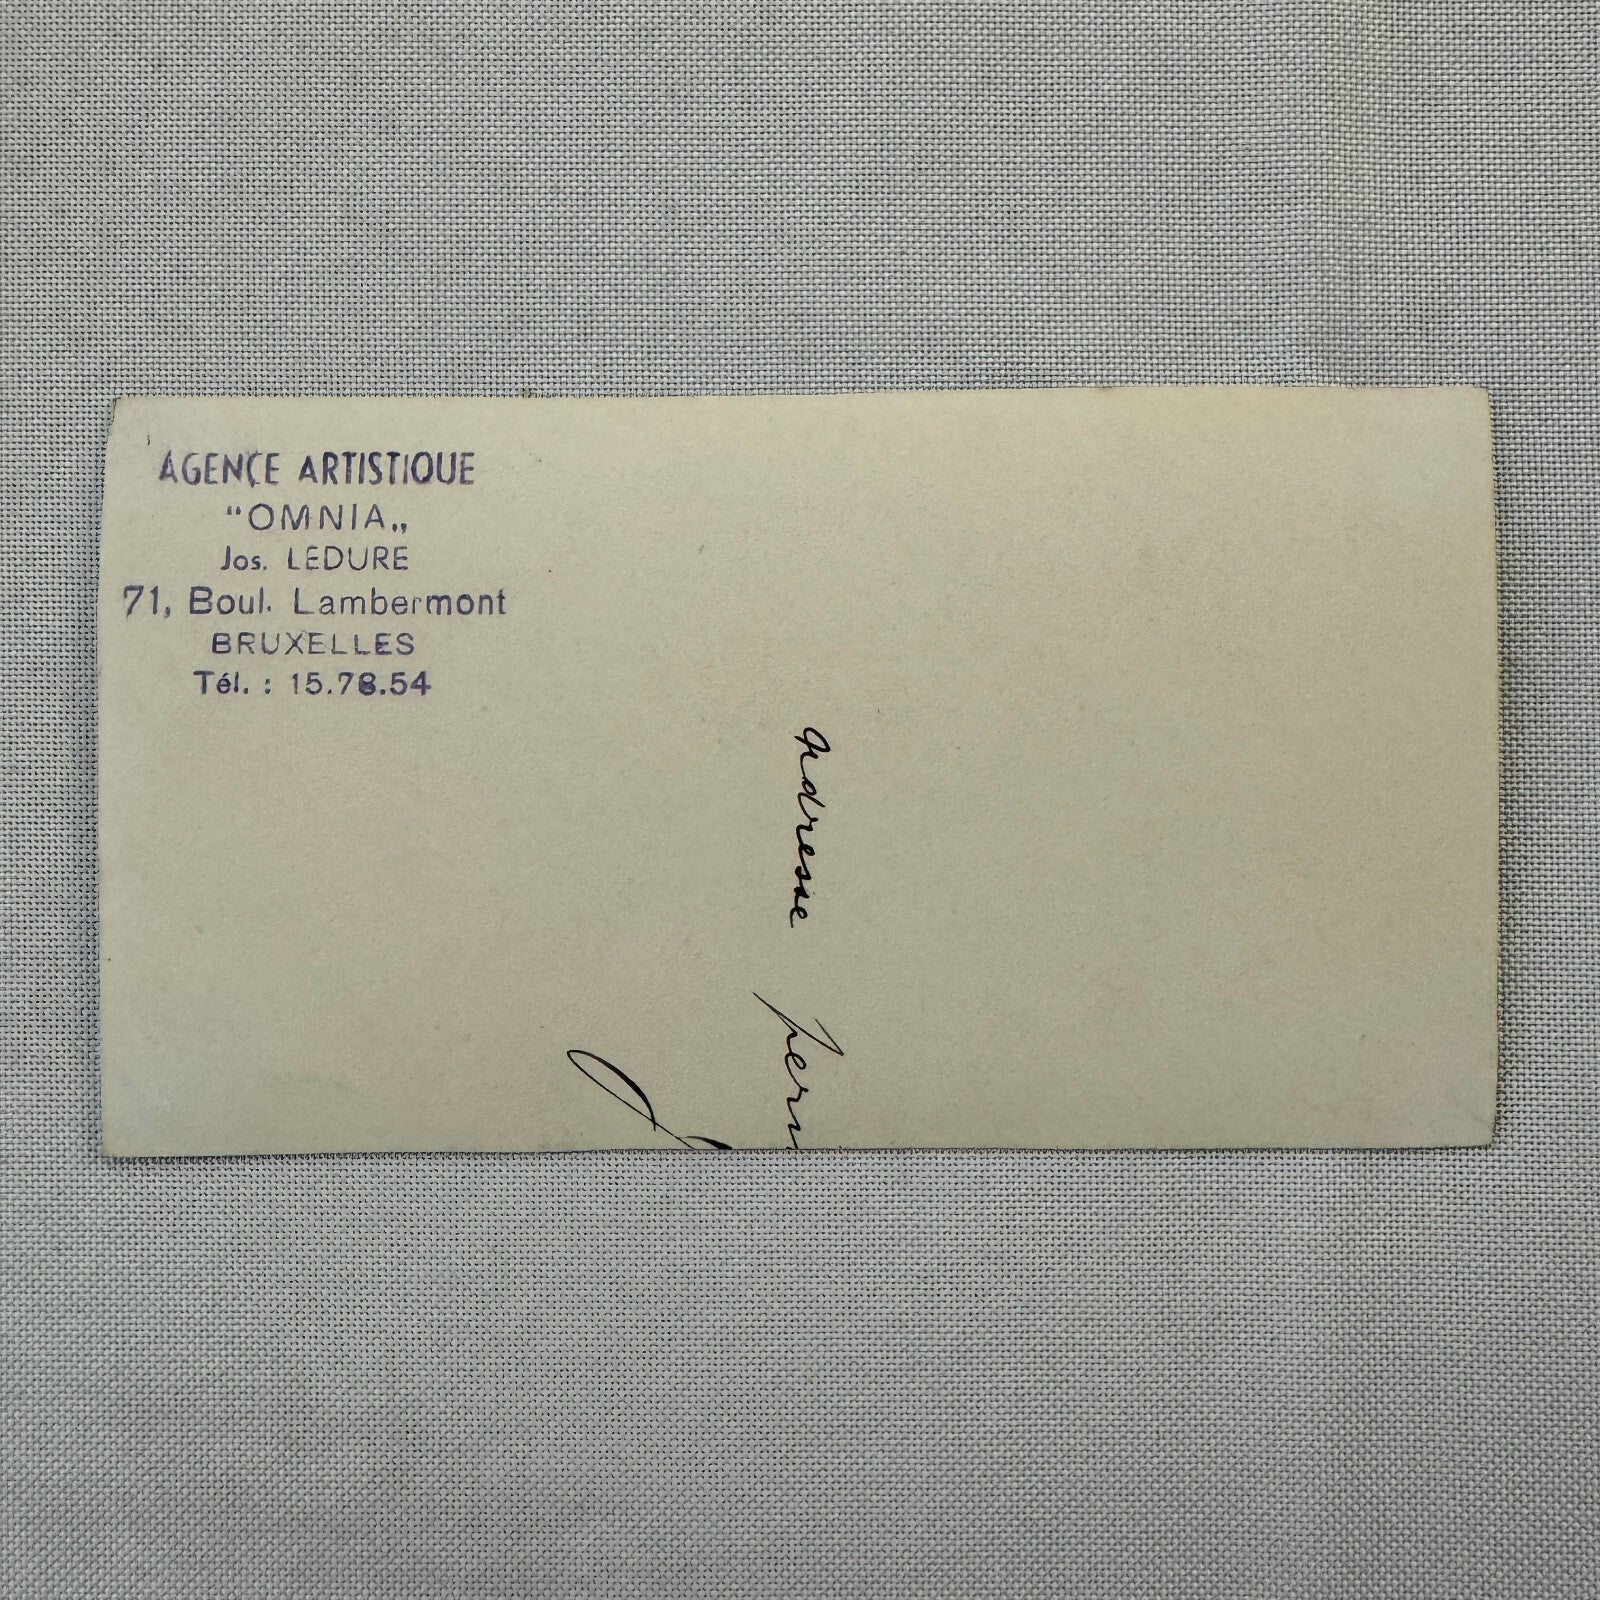 AGENCE ARTISTIQUE
“OMNIA„
Jos. LEDURE
71, Boul. Lambermont
BRUXELLES
Tél. : 15.78.54
adresse